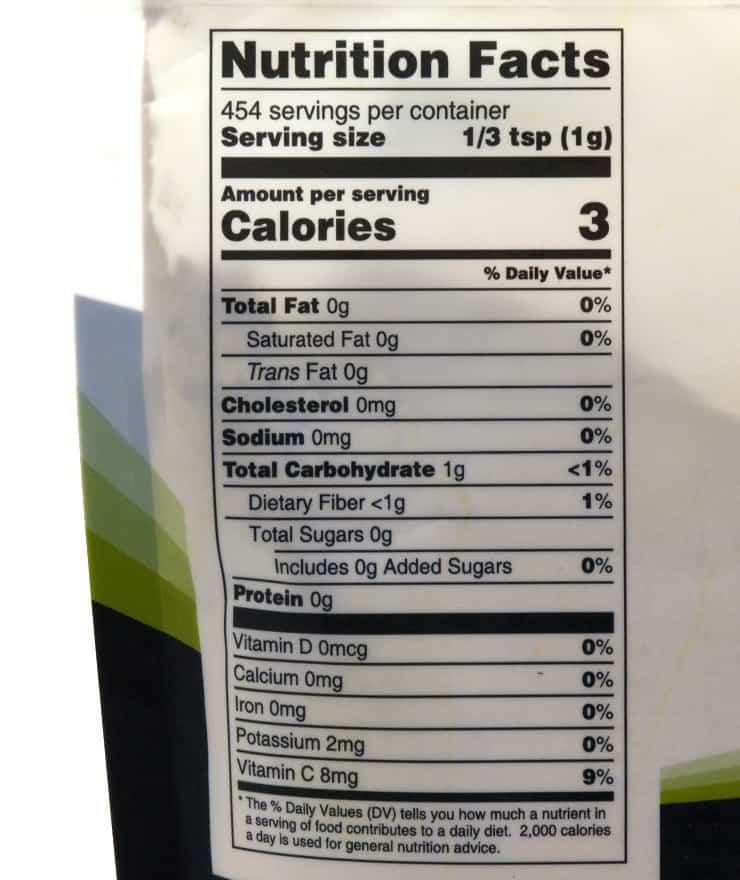 Nutrition Facts
454 servings per container
Serving size 1/3 tsp (1g)
Amount per serving
Calories 3
% Daily Value*
Total Fat 0g 0%
Saturated Fat 0g 0%
Trans Fat 0g
Cholesterol 0mg 0%
Sodium 0mg 0%
Total Carbohydrate 1g <1%
Dietary Fiber <1g 1%
Total Sugars 0g
Includes 0g Added Sugars 0%
Protein 0g
Vitamin D 0mcg 0%
Calcium 0mg 0%
Iron 0mg 0%
Potassium 2mg 0%
Vitamin C 8mg 9%
* The % Daily Values (DV) tells you how much a nutrient in
a serving of food contributes to a daily diet. 2,000 calories
a day is used for general nutrition advice.